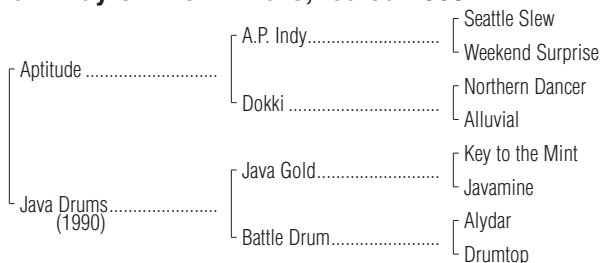 A.P. Indy
Seattle Slew
Weekend Surprise
Aptitude
Dokki
Northern Dancer
Alluvial
Java Drums
(1990)
Java Gold
Key to the Mint
Javamine
Battle Drum
Alydar
Drumtop